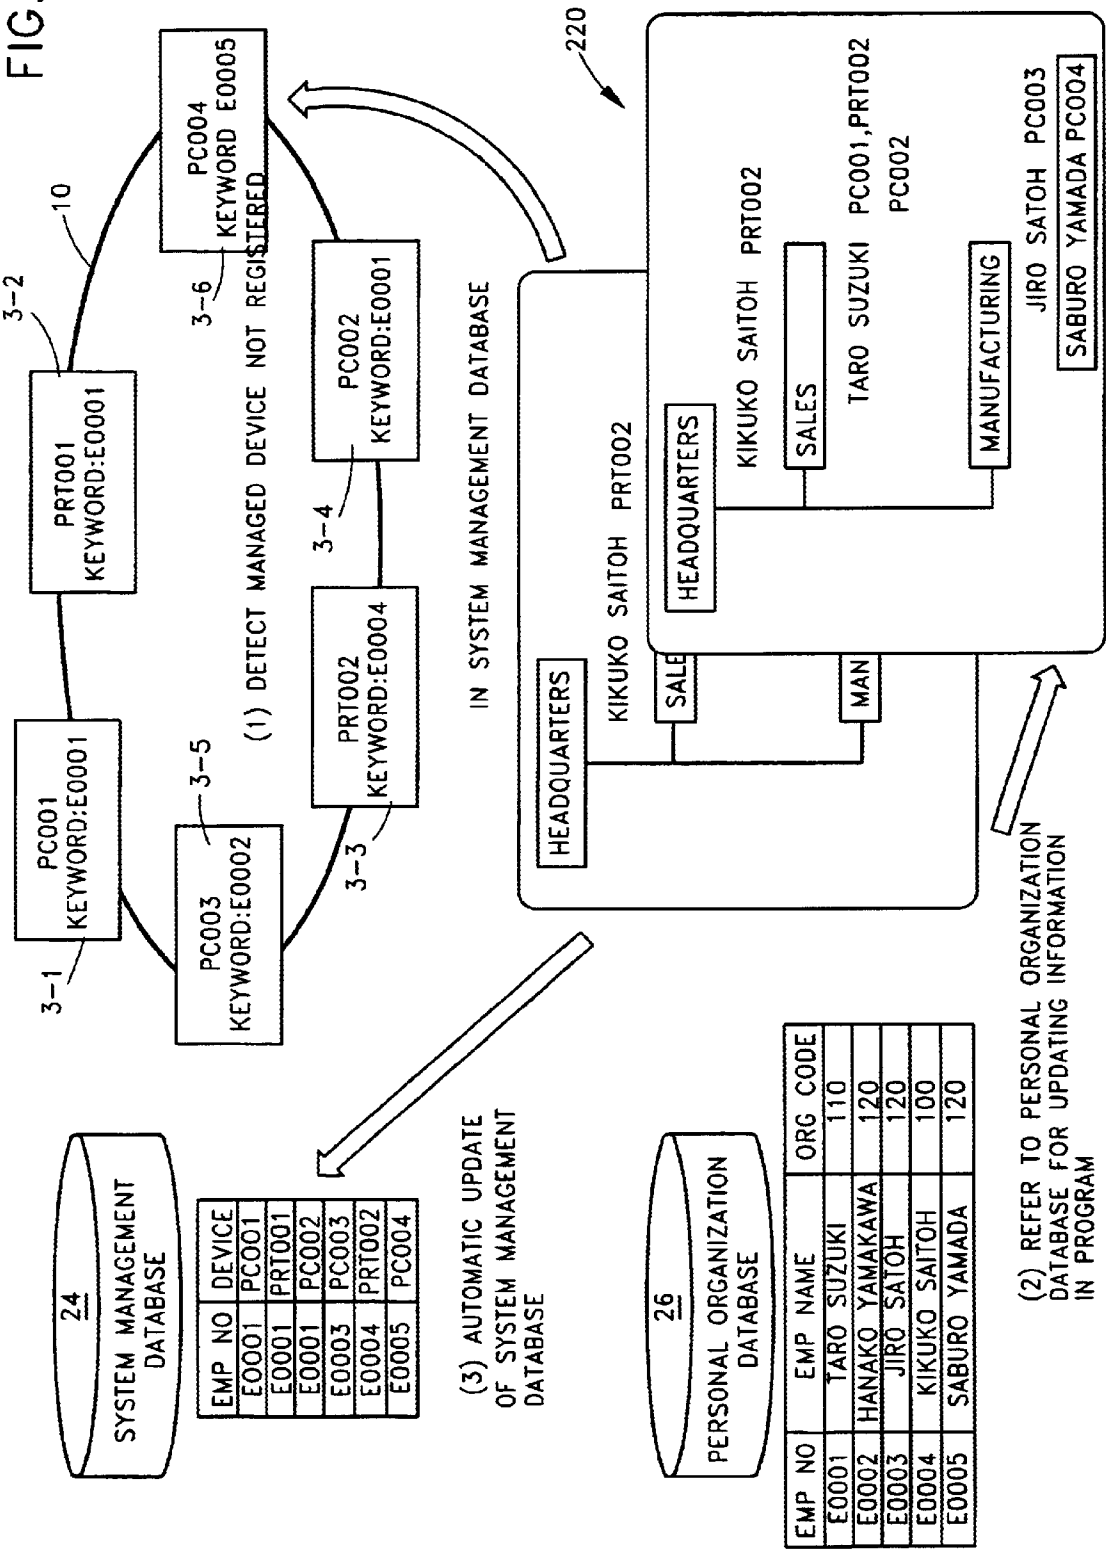 FIG.
24
SYSTEM MANAGEMENT
DATABASE
EMP NO DEVICE
E0001 PC001
E0001 PRT001
E0001 PC002
E0003 PC003
E0004 PRT002
E0005 PC004
(3) AUTOMATIC UPDATE
OF SYSTEM MANAGEMENT
DATABASE
26
PERSONAL ORGANIZATION
DATABASE
EMP NO EMP NAME ORG CODE
E0001 TARO SUZUKI 110
E0002 HANAKO YAMAKAWA 120
E0003 JIRO SATOH 120
E0004 KIKUKO SAITOH 100
E0005 SABURO YAMADA 120
(2) REFER TO PERSONAL ORGANIZATION
DATABASE FOR UPDATING INFORMATION
IN PROGRAM
3-1
PC001
KEYWORD:E0001
3-2
PRT001
KEYWORD:E0001
10
PC004
KEYWORD E0005
3-6
3-5
PC003
KEYWORD:E0002
(1) DETECT MANAGED DEVICE NOT REGISTERED
3-3
PRT002
KEYWORD:E0004
3-4
PC002
KEYWORD:E0001
IN SYSTEM MANAGEMENT DATABASE
220
HEADQUARTERS
KIKUKO SAITOH PRT002
SALE
MAN
HEADQUARTERS
KIKUKO SAITOH PRT002
SALES
TARO SUZUKI PC001,PRT002
PC002
MANUFACTURING
JIRO SATOH PC003
SABURO YAMADA PC004